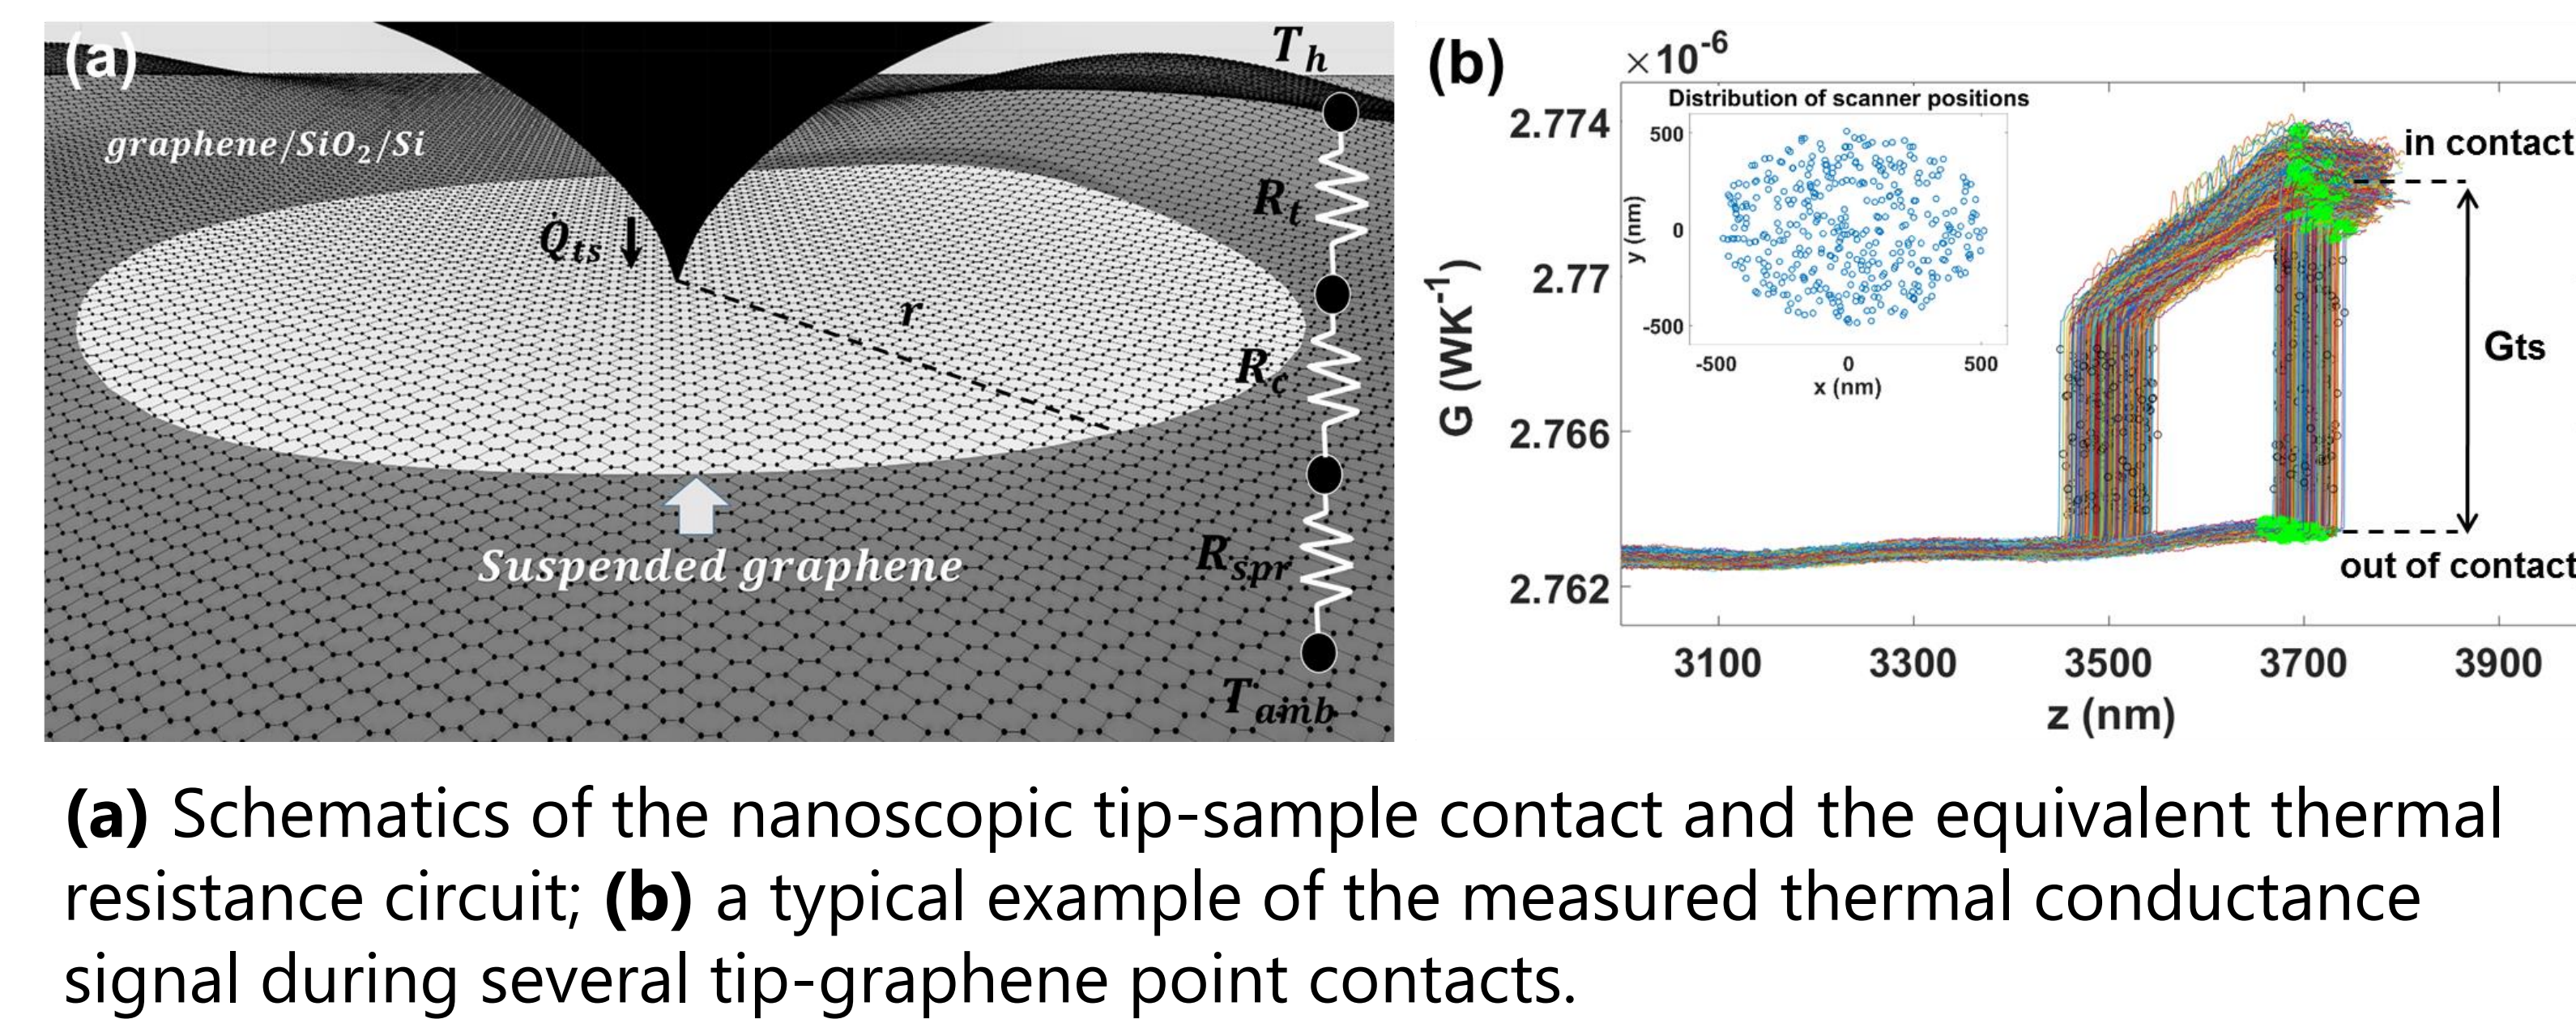 (a)
T_h
graphene/SiO₂/Si
R_t
Q̇_ts
r
R_c
Suspended graphene
R_spr
T_amb
(b)
×10⁻⁶
Distribution of scanner positions
500
0
-500
y (nm)
-500 0 500
x (nm)
2.774
2.77
2.766
2.762
G (WK⁻¹)
in contact
Gts
out of contact
3100 3300 3500 3700 3900
z (nm)
(a) Schematics of the nanoscopic tip-sample contact and the equivalent thermal
resistance circuit; (b) a typical example of the measured thermal conductance
signal during several tip-graphene point contacts.